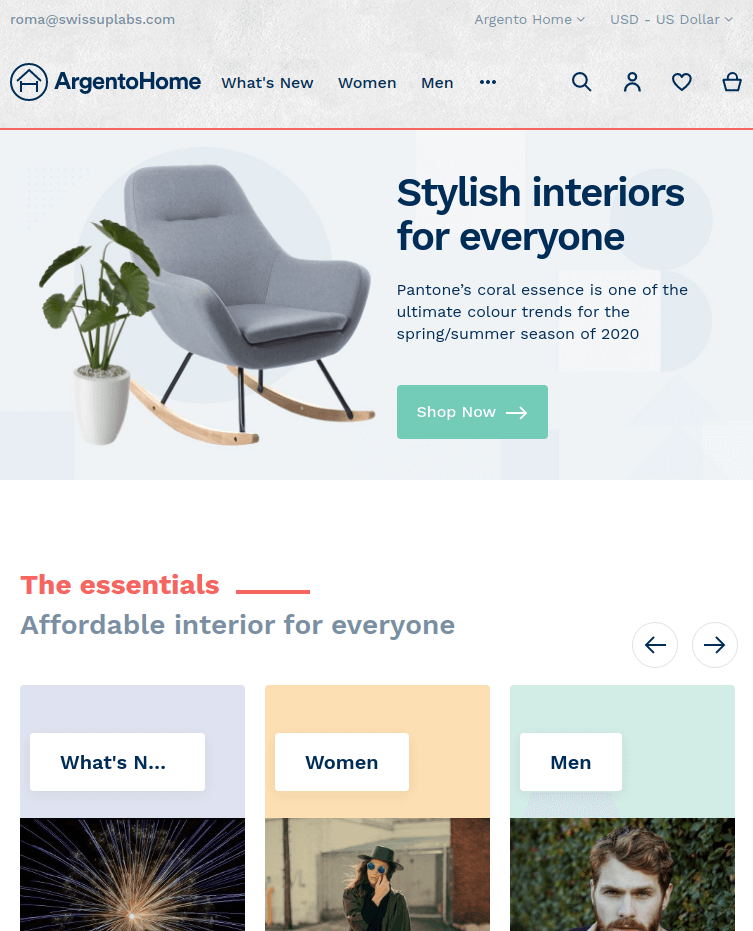 roma@swissuplabs.com
Argento Home
USD - US Dollar
ArgentoHome
What's New
Women
Men
Stylish interiors
for everyone
Pantone’s coral essence is one of the
ultimate colour trends for the
spring/summer season of 2020
Shop Now
The essentials
Affordable interior for everyone
What's N...
Women
Men